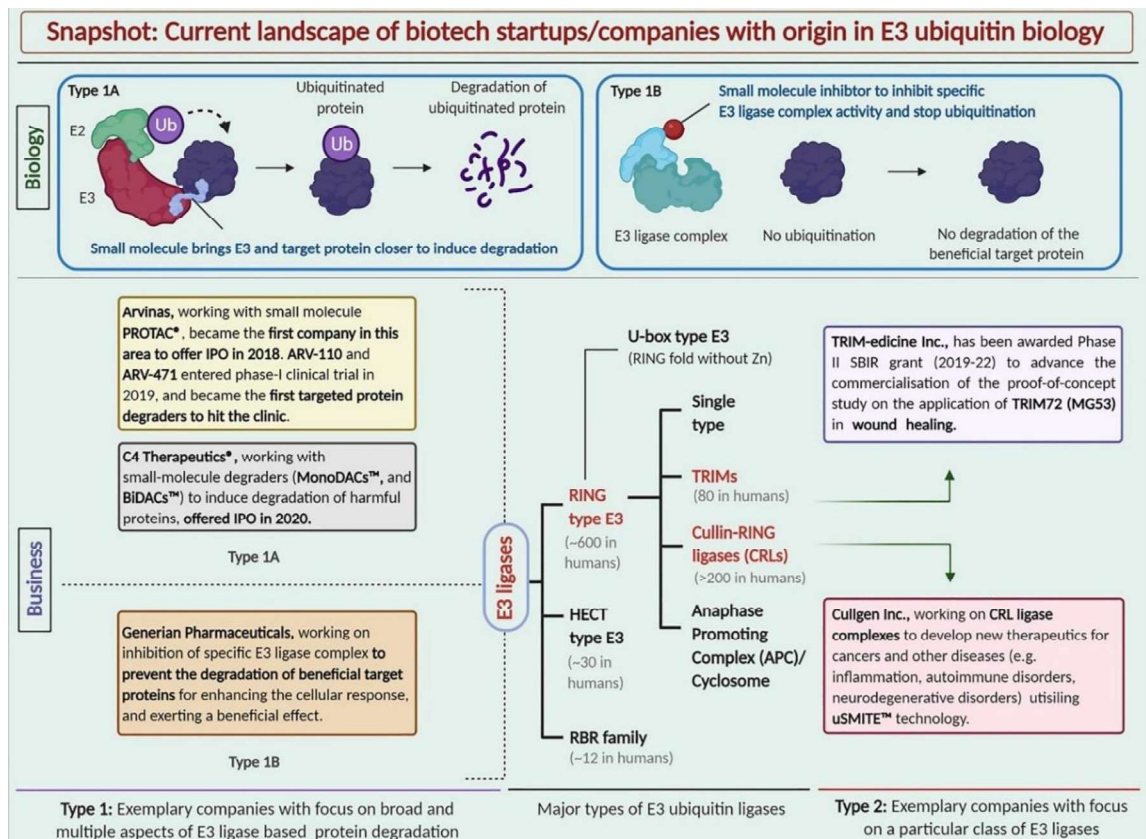 Snapshot: Current landscape of biotech startups/companies with origin in E3 ubiquitin biology
Biology
Type 1A
E2
Ub
E3
Ubiquitinated
protein
Ub
Degradation of
ubiquitinated protein
Small molecule brings E3 and target protein closer to induce degradation
Type 1B
Small molecule inhibtor to inhibit specific
E3 ligase complex activity and stop ubiquitination
E3 ligase complex
No ubiquitination
No degradation of the
beneficial target protein
Business
Arvinas, working with small molecule
PROTAC®, became the first company in this
area to offer IPO in 2018. ARV-110 and
ARV-471 entered phase-I clinical trial in
2019, and became the first targeted protein
degraders to hit the clinic.
C4 Therapeutics®, working with
small-molecule degraders (MonoDACs™, and
BiDACs™) to induce degradation of harmful
proteins, offered IPO in 2020.
Type 1A
Generian Pharmaceuticals, working on
inhibition of specific E3 ligase complex to
prevent the degradation of beneficial target
proteins for enhancing the cellular response,
and exerting a beneficial effect.
Type 1B
E3 ligases
U-box type E3
(RING fold without Zn)
RING
type E3
(~600 in
humans)
HECT
type E3
(~30 in
humans)
RBR family
(~12 in humans)
Single
type
TRIMs
(80 in humans)
Cullin-RING
ligases (CRLs)
(>200 in humans)
Anaphase
Promoting
Complex (APC)/
Cyclosome
TRIM-edicine Inc., has been awarded Phase
II SBIR grant (2019-22) to advance the
commercialisation of the proof-of-concept
study on the application of TRIM72 (MG53)
in wound healing.
Cullgen Inc., working on CRL ligase
complexes to develop new therapeutics for
cancers and other diseases (e.g.
inflammation, autoimmune disorders,
neurodegenerative disorders) utisiling
uSMITE™ technology.
Type 1: Exemplary companies with focus on broad and
multiple aspects of E3 ligase based protein degradation
Major types of E3 ubiquitin ligases
Type 2: Exemplary companies with focus
on a particular class of E3 ligases